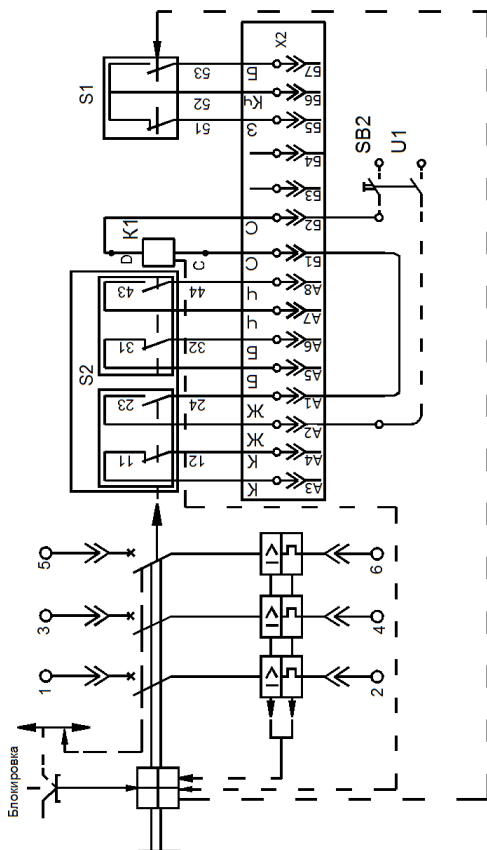 S1
53
52
51
Б
Кч
З
X2
Б7
Б6
Б5
Б4
Б3
Б2
Б1
А8
А7
А6
А5
А1
А2
А4
А3
SB2
U1
K1
D
C
С
С
Ч
Ч
Б
Б
Ж
Ж
К
К
S2
43
44
31
32
23
24
11
12
5
3
1
6
4
2
Блокировка